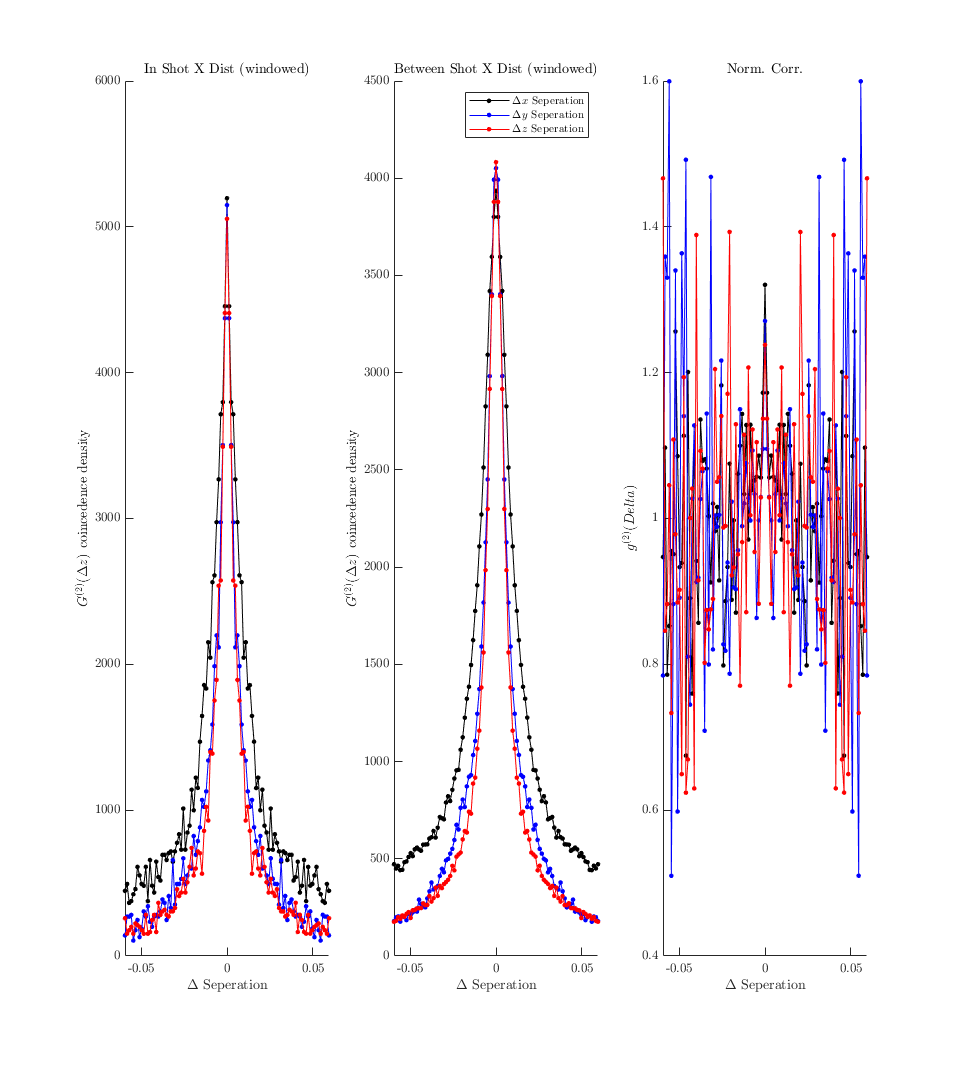 In Shot X Dist (windowed)
6000
5000
4000
3000
2000
1000
0
G^{(2)}(Δz) coincedence density
-0.05 0 0.05
Δ Seperation
Between Shot X Dist (windowed)
4500
4000
3500
3000
2500
2000
1500
1000
500
0
G^{(2)}(Δz) coincedence density
-0.05 0 0.05
Δ Seperation
Δx Seperation
Δy Seperation
Δz Seperation
Norm. Corr.
1.6
1.4
1.2
1
0.8
0.6
0.4
g^{(2)}(Delta)
-0.05 0 0.05
Δ Seperation